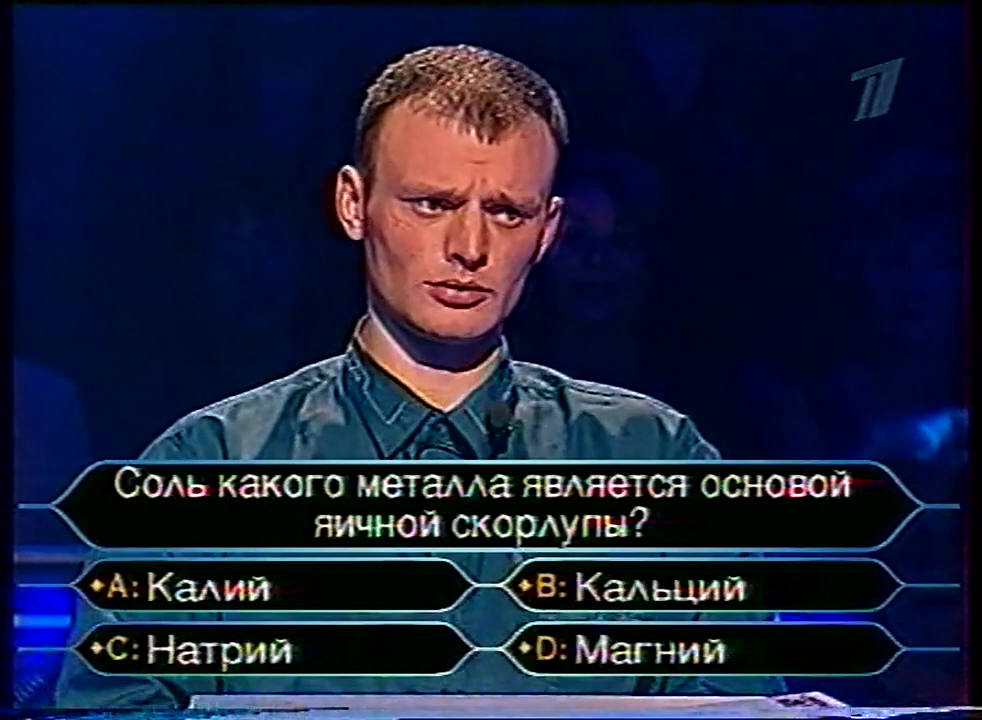 Соль какого металла является основой
яичной скорлупы?
A: Калий
B: Кальций
C: Натрий
D: Магний